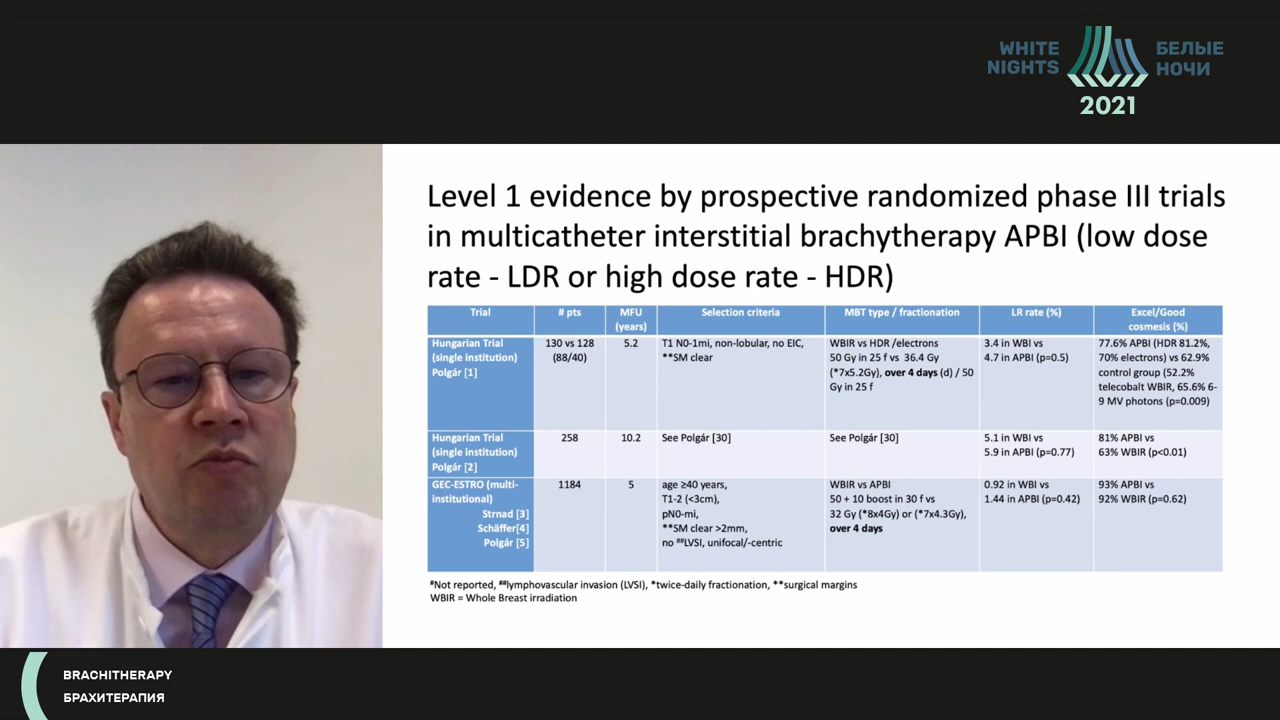 WHITE
NIGHTS
БЕЛЫЕ
НОЧИ
2021
Level 1 evidence by prospective randomized phase III trials
in multicatheter interstitial brachytherapy APBI (low dose
rate - LDR or high dose rate - HDR)
Trial
# pts
MFU
(years)
Selection criteria
MBT type / fractionation
LR rate (%)
Excel/Good
cosmesis (%)
Hungarian Trial
(single institution)
Polgár [1]
130 vs 128
(88/40)
5.2
T1 N0-1mi, non-lobular, no EIC,
**SM clear
WBIR vs HDR /electrons
50 Gy in 25 f vs 36.4 Gy
(*7x5.2Gy), over 4 days (d) / 50
Gy in 25 f
3.4 in WBI vs
4.7 in APBI (p=0.5)
77.6% APBI (HDR 81.2%,
70% electrons) vs 62.9%
control group (52.2%
telecobalt WBIR, 65.6% 6-
9 MV photons (p=0.009)
Hungarian Trial
(single institution)
Polgár [2]
258
10.2
See Polgár [30]
See Polgár [30]
5.1 in WBI vs
5.9 in APBI (p=0.77)
81% APBI vs
63% WBIR (p<0.01)
GEC-ESTRO (multi-
institutional)
Strnad [3]
Schäffer[4]
Polgár [5]
1184
5
age ≥40 years,
T1-2 (<3cm),
pN0-mi,
**SM clear >2mm,
no ##LVSI, unifocal/-centric
WBIR vs APBI
50 + 10 boost in 30 f vs
32 Gy (*8x4Gy) or (*7x4.3Gy),
over 4 days
0.92 in WBI vs
1.44 in APBI (p=0.42)
93% APBI vs
92% WBIR (p=0.62)
#Not reported, ##lymphovascular invasion (LVSI), *twice-daily fractionation, **surgical margins
WBIR = Whole Breast irradiation
BRACHITHERAPY
БРАХИТЕРАПИЯ